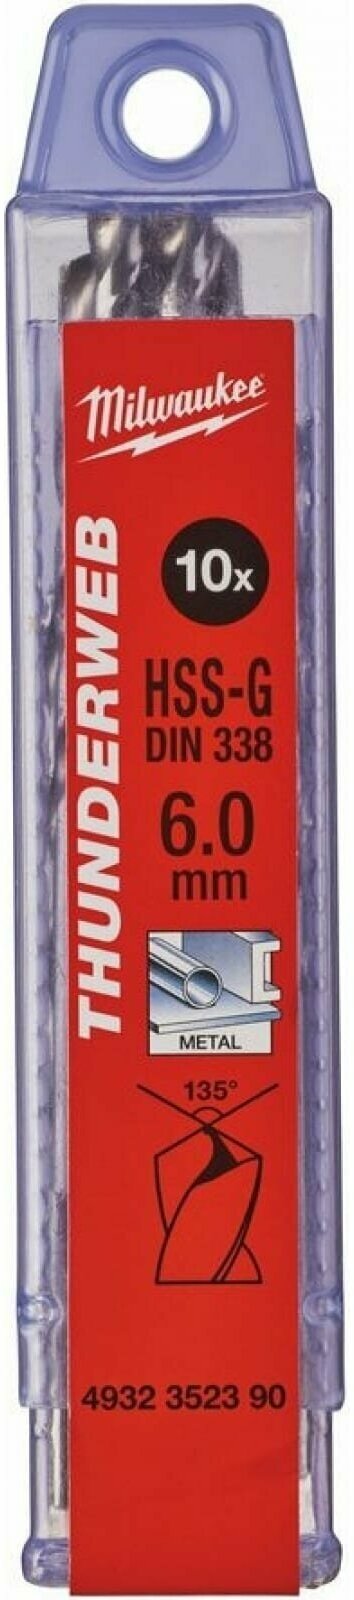 Milwaukee
THUNDERWEB
10x
HSS-G
DIN 338
6.0
mm
METAL
135°
4932 3523 90